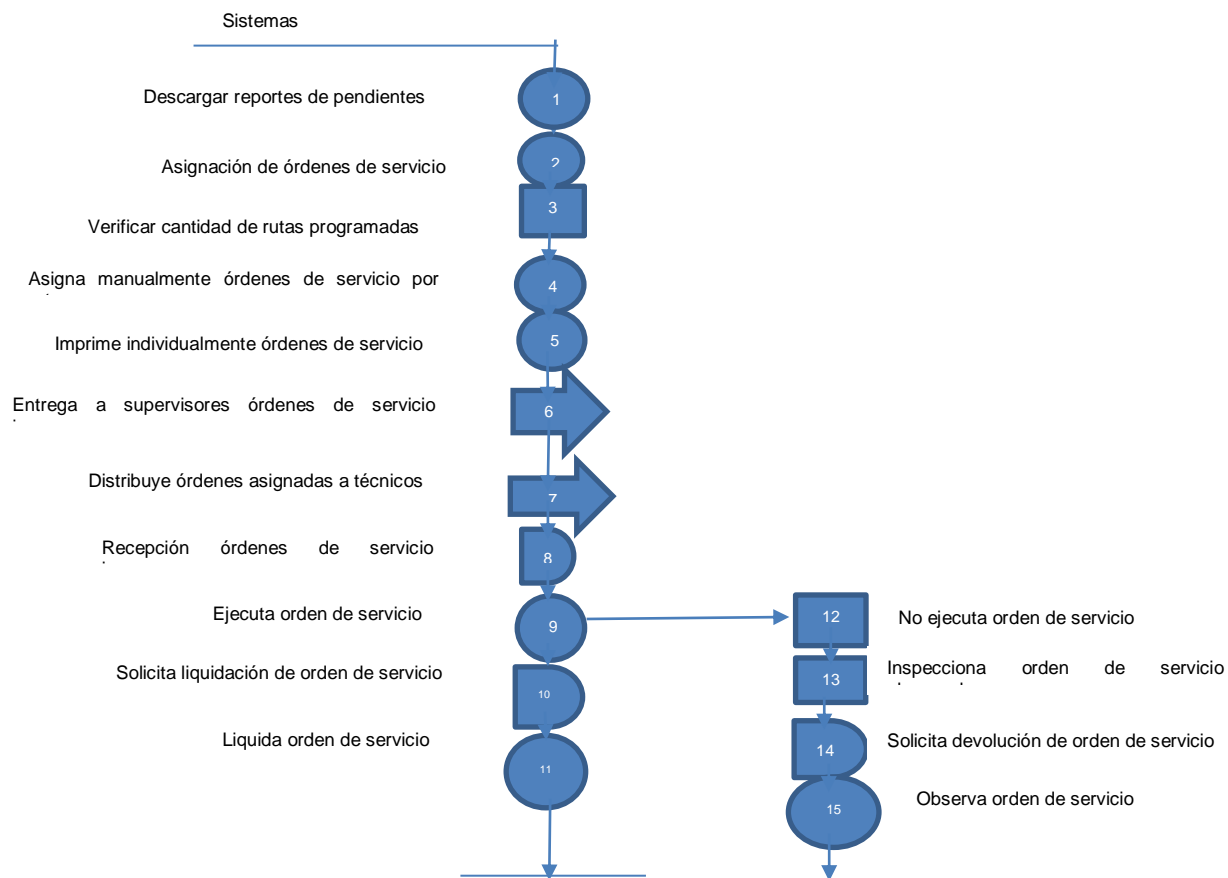 Sistemas
Descargar reportes de pendientes
1
Asignación de órdenes de servicio
2
Verificar cantidad de rutas programadas
3
Asigna manualmente órdenes de servicio por
4
Imprime individualmente órdenes de servicio
5
Entrega a supervisores órdenes de servicio
6
Distribuye órdenes asignadas a técnicos
7
Recepción órdenes de servicio
8
Ejecuta orden de servicio
9
12
No ejecuta orden de servicio
Solicita liquidación de orden de servicio
10
13
Inspecciona orden de servicio
Liquida orden de servicio
11
14
Solicita devolución de orden de servicio
15
Observa orden de servicio